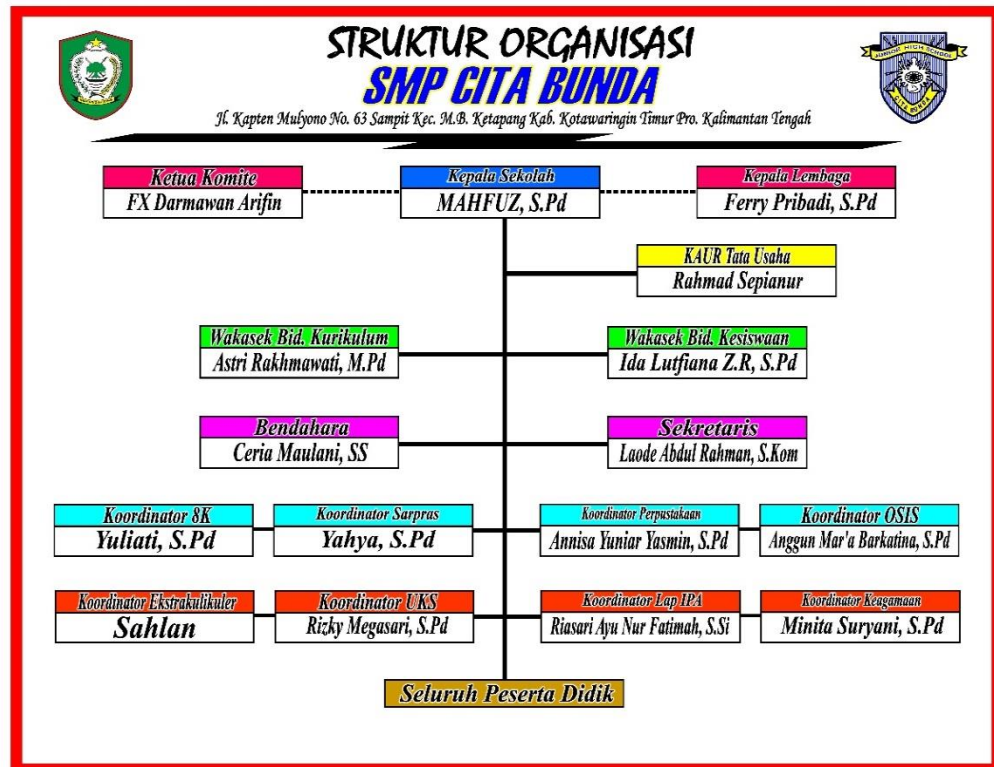 STRUKTUR ORGANISASI
SMP CITA BUNDA
Jl. Kapten Mulyono No. 63 Sampit Kec. M.B. Ketapang Kab. Kotawaringin Timur Pro. Kalimantan Tengah
JUNIOR HIGH SCHOOL
CITA BUNDA
Ketua Komite
FX Darmawan Arifin
Kepala Sekolah
MAHFUZ, S.Pd
Kepala Lembaga
Ferry Pribadi, S.Pd
KAUR Tata Usaha
Rahmad Sepianur
Wakasek Bid. Kurikulum
Astri Rakhmawati, M.Pd
Wakasek Bid. Kesiswaan
Ida Lutfiana Z.R, S.Pd
Bendahara
Ceria Maulani, SS
Sekretaris
Laode Abdul Rahman, S.Kom
Koordinator 8K
Yuliati, S.Pd
Koordinator Sarpras
Yahya, S.Pd
Koordinator Perpustakaan
Annisa Yuniar Yasmin, S.Pd
Koordinator OSIS
Anggun Mar'a Barkatina, S.Pd
Koordinator Ekstrakulikuler
Sahlan
Koordinator UKS
Rizky Megasari, S.Pd
Koordinator Lap IPA
Riasari Ayu Nur Fatimah, S.Si
Koordinator Keagamaan
Minita Suryani, S.Pd
Seluruh Peserta Didik